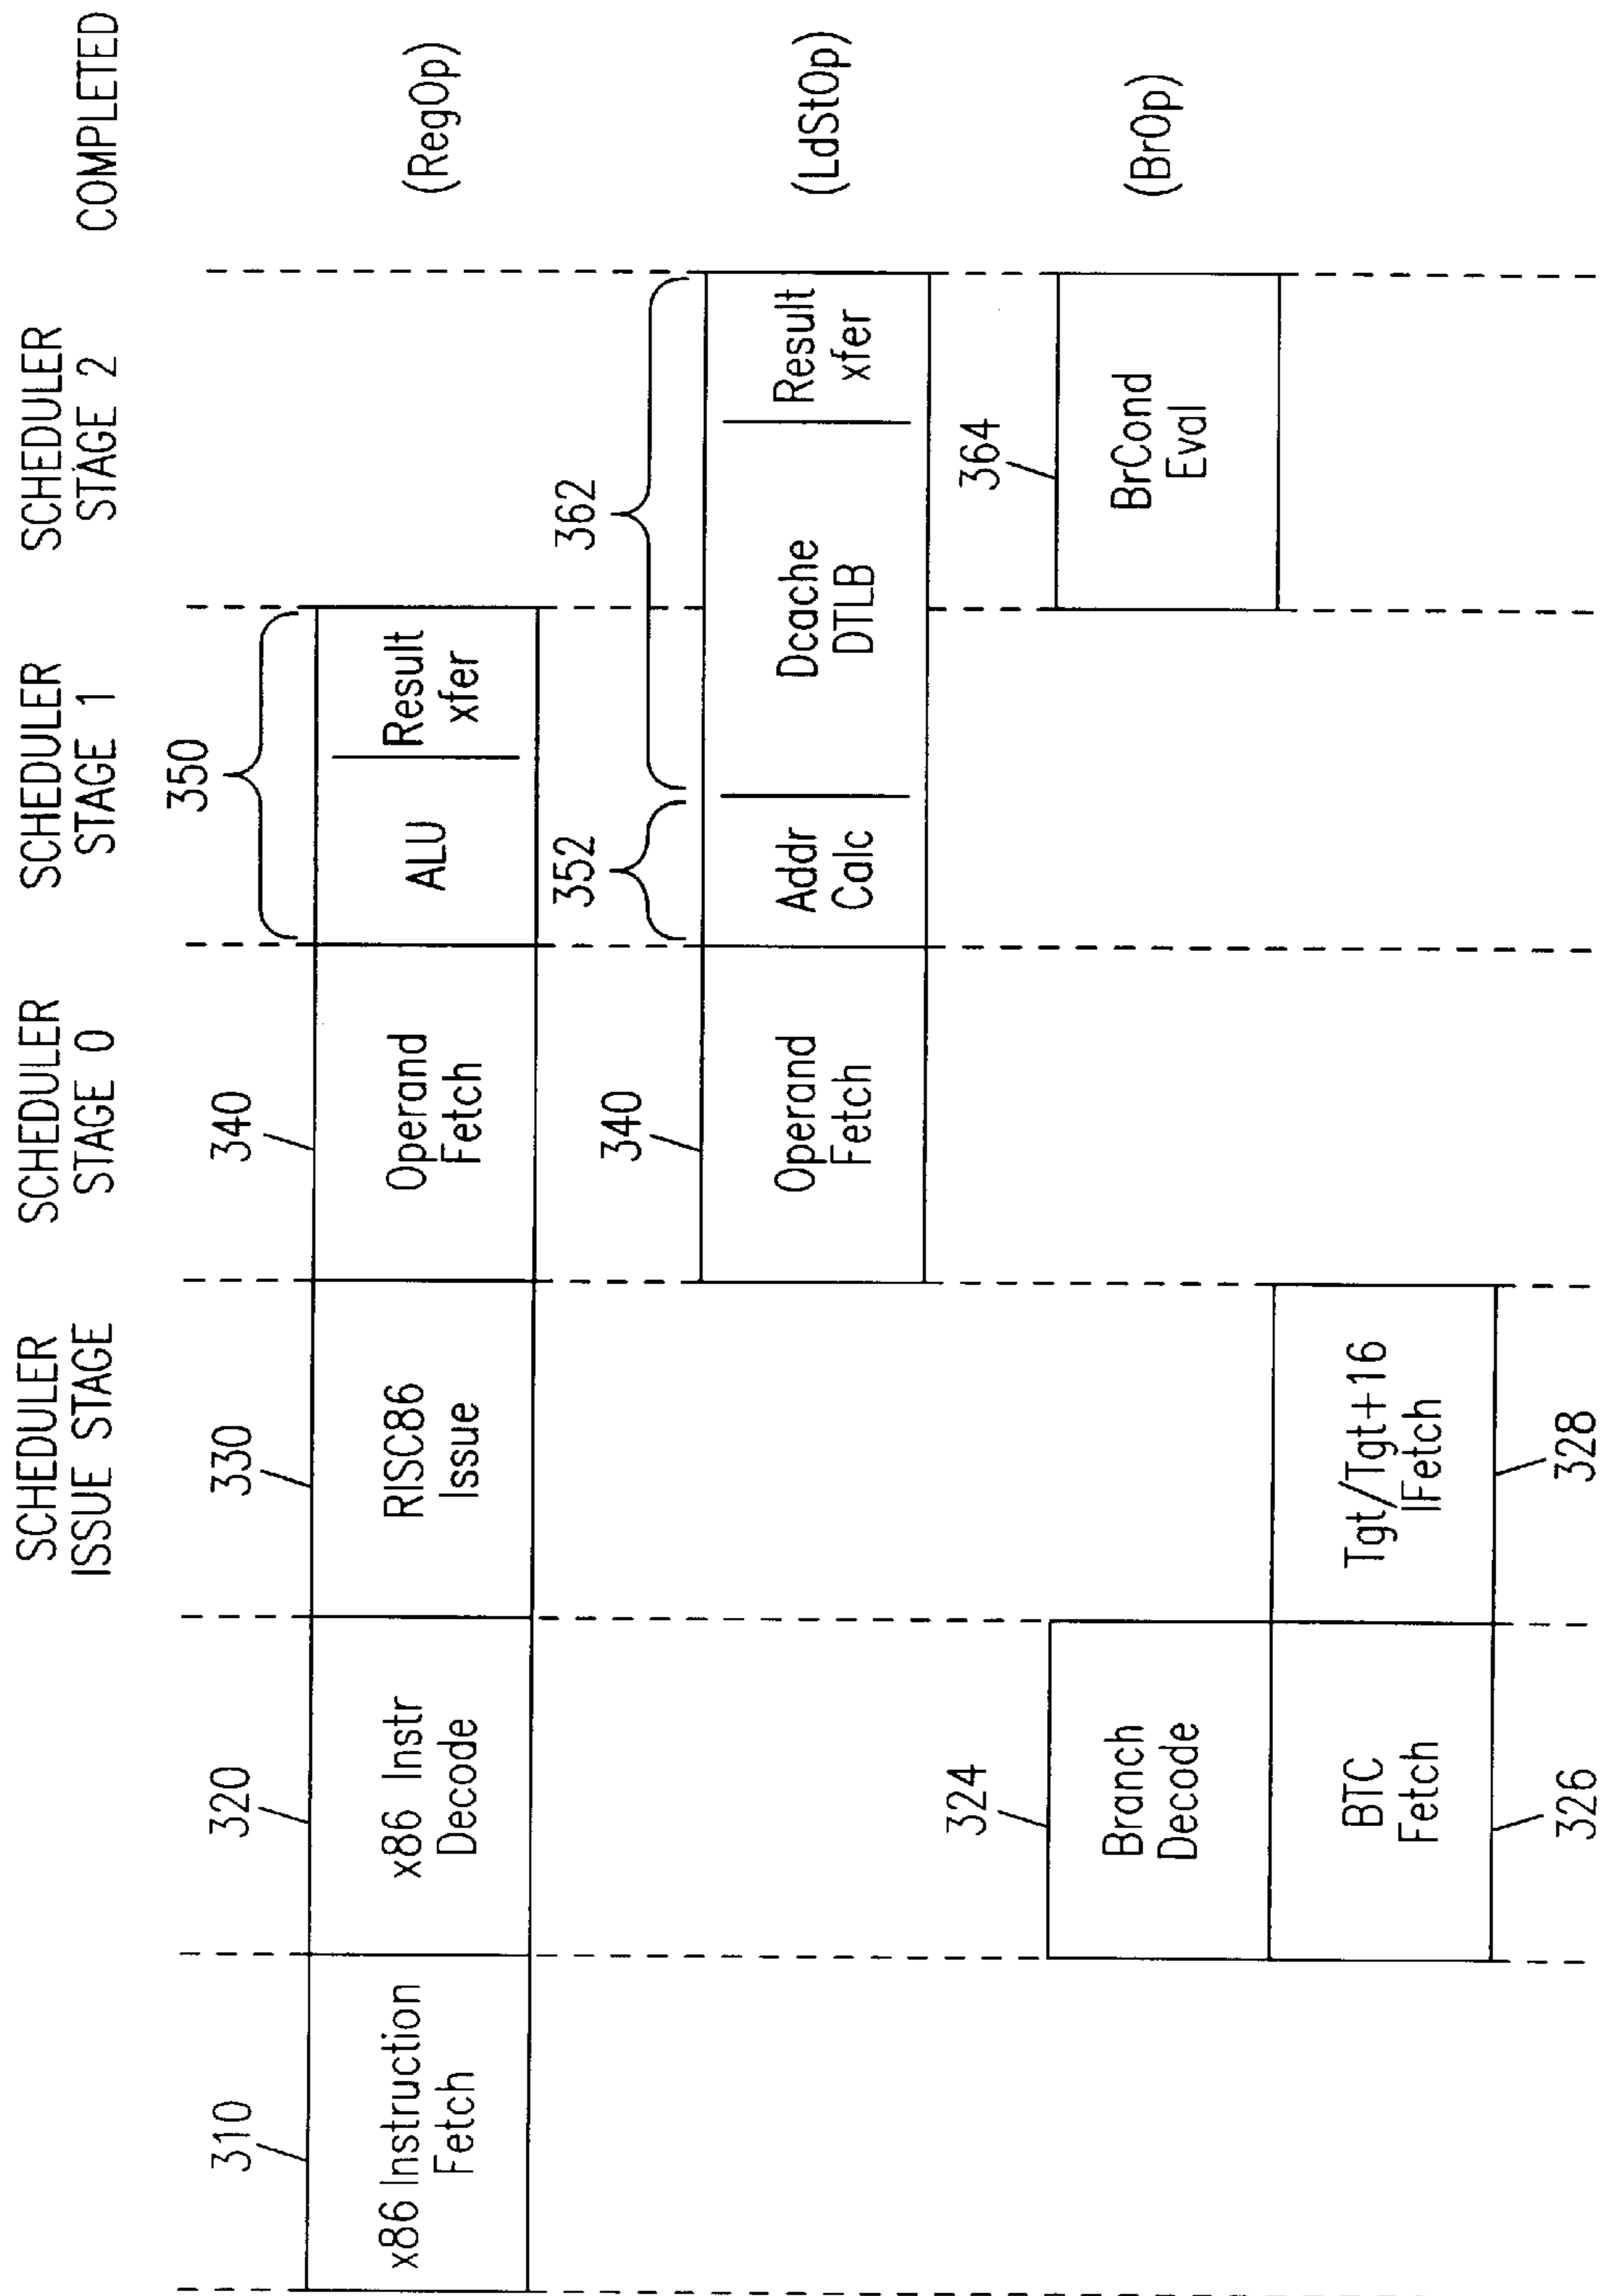 SCHEDULER
ISSUE STAGE
SCHEDULER
STAGE 0
SCHEDULER
STAGE 1
SCHEDULER
STAGE 2
COMPLETED
310
320
330
340
350
x86 Instruction
Fetch
x86 Instr
Decode
RISC86
Issue
Operand
Fetch
ALU
Result
xfer
(RegOp)
340
352
362
Operand
Fetch
Addr
Calc
Dcache
DTLB
Result
xfer
(LdStOp)
324
364
Branch
Decode
BrCond
Eval
(BrOp)
BTC
Fetch
Tgt/Tgt+16
IFetch
326
328